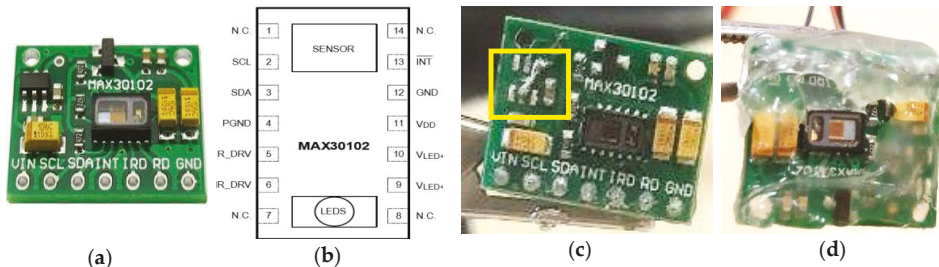 MAX30102
VIN SCL SDA INT IRD RD GND
(a)
N.C. 1 14 N.C.
SENSOR
SCL 2 13 INT
SDA 3 12 GND
PGND 4 11 VDD
MAX30102
R_DRV 5 10 VLED+
IR_DRV 6 9 VLED+
N.C. 7 8 N.C.
LEDS
(b)
MAX30102
VIN SCL SDA INT IRD RD GND
(c)
(d)